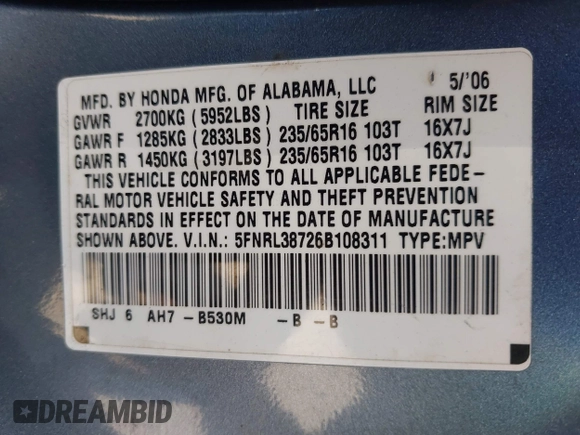 MFD. BY HONDA MFG. OF ALABAMA, LLC 5/'06
GVWR 2700KG (5952LBS) TIRE SIZE RIM SIZE
GAWR F 1285KG (2833LBS) 235/65R16 103T 16X7J
GAWR R 1450KG (3197LBS) 235/65R16 103T 16X7J
THIS VEHICLE CONFORMS TO ALL APPLICABLE FEDE-
RAL MOTOR VEHICLE SAFETY AND THEFT PREVENTION
STANDARDS IN EFFECT ON THE DATE OF MANUFACTURE
SHOWN ABOVE. V.I.N.: 5FNRL38726B108311 TYPE:MPV
SHJ 6 AH7 -B530M -B -B
DREAMBID